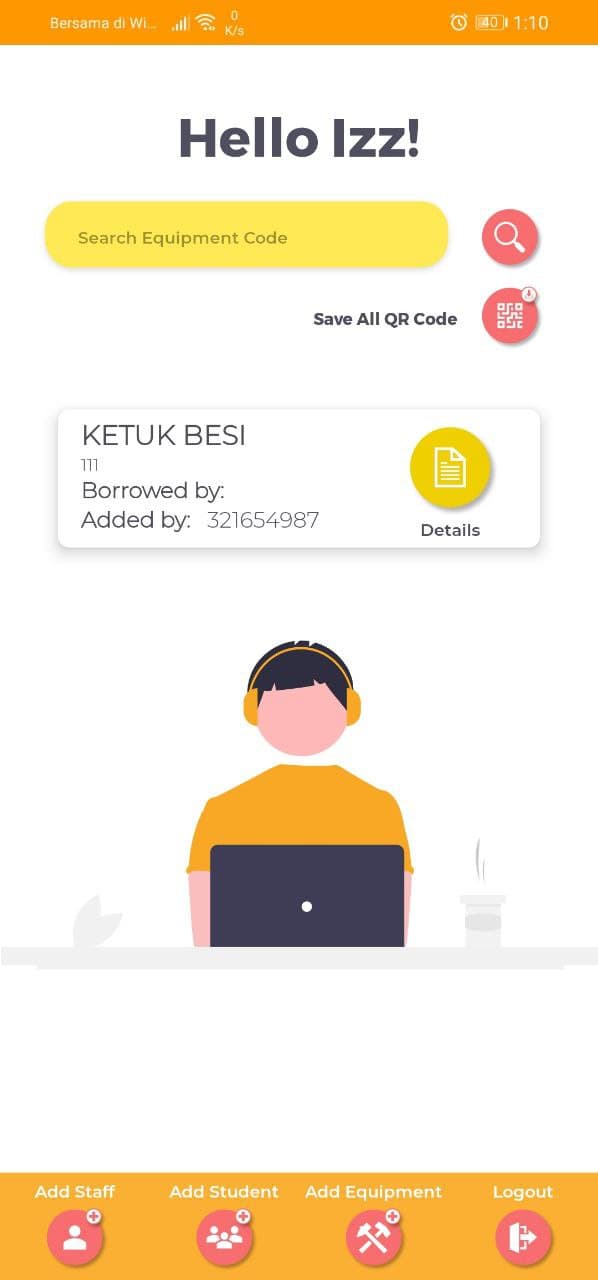 Bersama di Wi...
0
K/s
40
1:10
Hello Izz!
Search Equipment Code
Save All QR Code
KETUK BESI
111
Borrowed by:
Added by: 321654987
Details
Add Staff
Add Student
Add Equipment
Logout